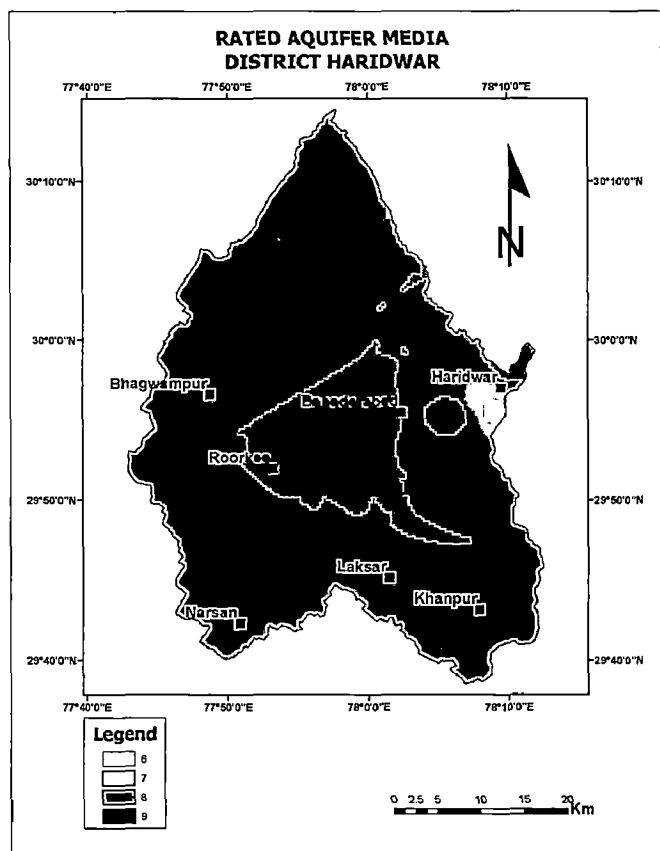 RATED AQUIFER MEDIA
DISTRICT HARIDWAR
77°40'0"E 77°50'0"E 78°0'0"E 78°10'0"E
30°10'0"N 30°10'0"N
N
30°0'0"N 30°0'0"N
Haridwar
Bhagwampur
Roorkee
29°50'0"N 29°50'0"N
Laksar
Khanpur
Narsan
29°40'0"N 29°40'0"N
77°40'0"E 77°50'0"E 78°0'0"E 78°10'0"E
Legend
6
7
8
9
0 2.5 5 10 15 20 Km